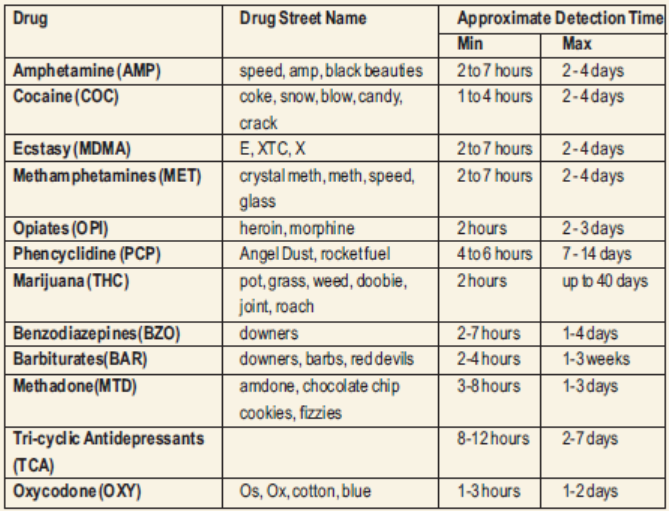 Drug Drug Street Name Approximate Detection Time
Min Max
Amphetamine (AMP) speed, amp, black beauties 2 to 7 hours 2 - 4 days
Cocaine (COC) coke, snow, blow, candy, 1 to 4 hours 2 - 4 days
crack
Ecstasy (MDMA) E, XTC, X 2 to 7 hours 2 - 4 days
Methamphetamines (MET) crystal meth, meth, speed, 2 to 7 hours 2 - 4 days
glass
Opiates (OPI) heroin, morphine 2 hours 2 - 3 days
Phencyclidine (PCP) Angel Dust, rocket fuel 4 to 6 hours 7 - 14 days
Marijuana (THC) pot, grass, weed, doobie, 2 hours up to 40 days
joint, roach
Benzodiazepines (BZO) downers 2-7 hours 1-4 days
Barbiturates (BAR) downers, barbs, red devils 2-4 hours 1-3 weeks
Methadone (MTD) amdone, chocolate chip 3-8 hours 1-3 days
cookies, fizzies
Tri-cyclic Antidepressants 8-12 hours 2-7 days
(TCA)
Oxycodone (OXY) Os, Ox, cotton, blue 1-3 hours 1-2 days